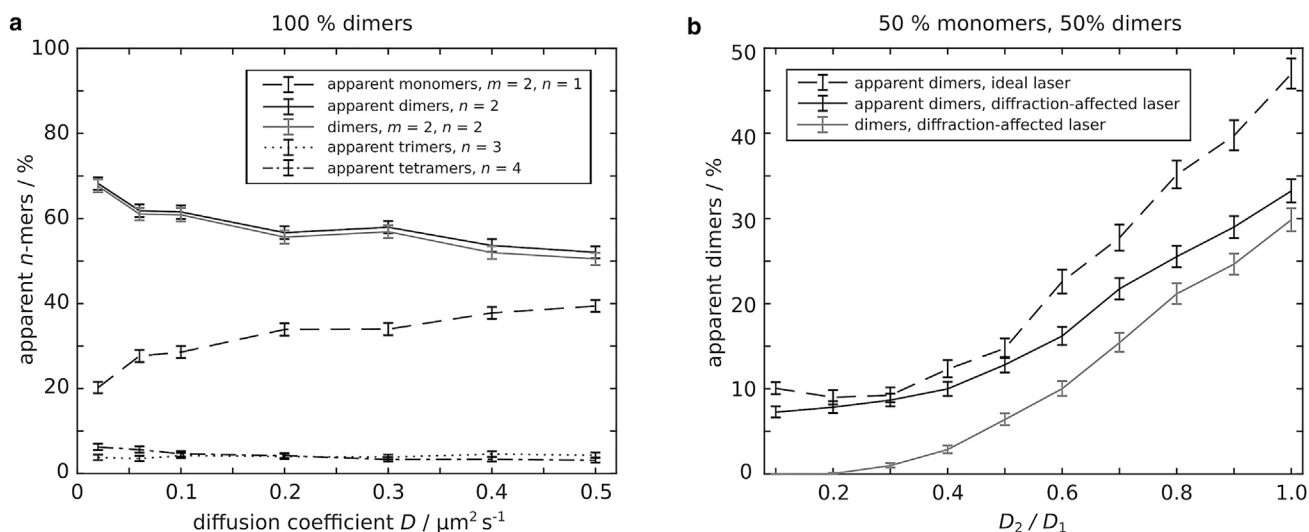 a
100 % dimers
100
80
60
40
20
0
apparent n-mers / %
apparent monomers, m = 2, n = 1
apparent dimers, n = 2
dimers, m = 2, n = 2
apparent trimers, n = 3
apparent tetramers, n = 4
0 0.1 0.2 0.3 0.4 0.5
diffusion coefficient D / μm² s⁻¹
b
50 % monomers, 50% dimers
50
40
30
20
10
0
apparent dimers / %
apparent dimers, ideal laser
apparent dimers, diffraction-affected laser
dimers, diffraction-affected laser
0.2 0.4 0.6 0.8 1.0
D₂ / D₁